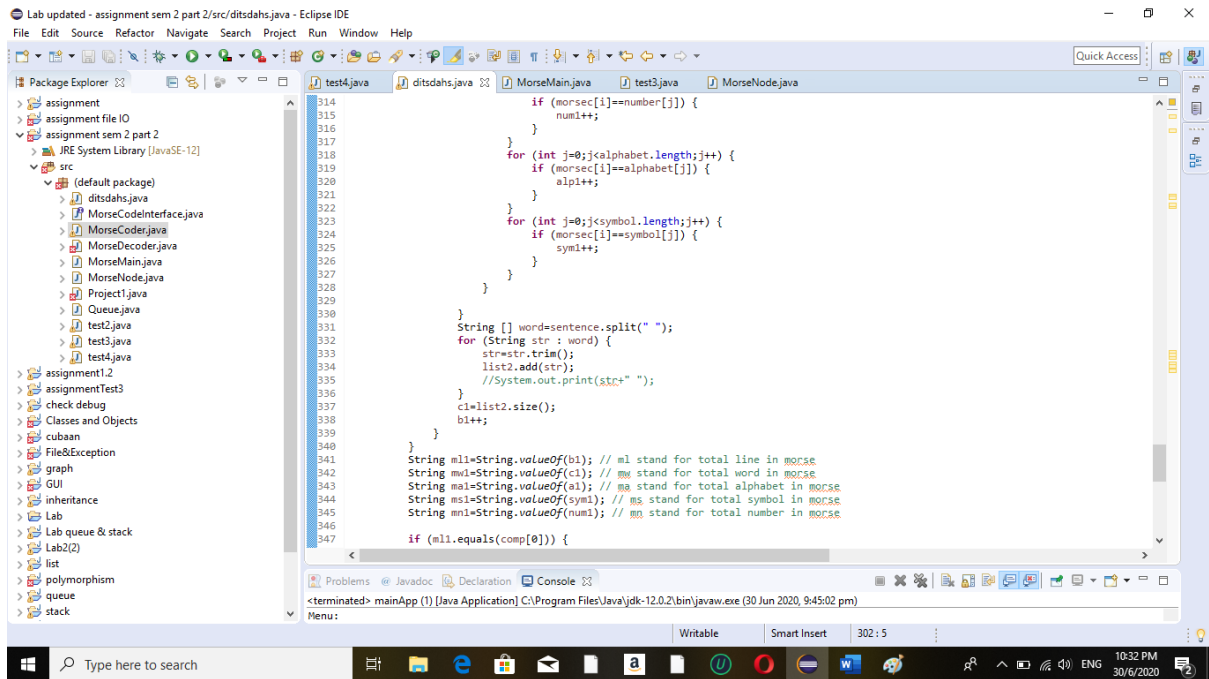 Lab updated - assignment sem 2 part 2/src/ditsdahs.java - Eclipse IDE
File Edit Source Refactor Navigate Search Project Run Window Help
Quick Access
Package Explorer
assignment
assignment file IO
assignment sem 2 part 2
JRE System Library [JavaSE-12]
src
(default package)
ditsdahs.java
MorseCodeInterface.java
MorseCoder.java
MorseDecoder.java
MorseMain.java
MorseNode.java
Project1.java
Queue.java
test2.java
test3.java
test4.java
assignment1.2
assignmentTest3
check debug
Classes and Objects
cubaan
File&Exception
graph
GUI
inheritance
Lab
Lab queue & stack
Lab2(2)
list
polymorphism
queue
stack
test4.java ditsdahs.java MorseMain.java test3.java MorseNode.java
314 if (morsec[i]==number[j]) {
315 num1++;
316 }
317 }
318 for (int j=0;j<alphabet.length;j++) {
319 if (morsec[i]==alphabet[j]) {
320 alp1++;
321 }
322 }
323 for (int j=0;j<symbol.length;j++) {
324 if (morsec[i]==symbol[j]) {
325 sym1++;
326 }
327 }
328 }
329
330 }
331 String [] word=sentence.split(" ");
332 for (String str : word) {
333 str=str.trim();
334 list2.add(str);
335 //System.out.print(str+" ");
336 }
337 c1=list2.size();
338 b1++;
339 }
340 }
341 String ml1=String.valueOf(b1); // ml stand for total line in morse
342 String mw1=String.valueOf(c1); // mw stand for total word in morse
343 String ma1=String.valueOf(a1); // ma stand for total alphabet in morse
344 String ms1=String.valueOf(sym1); // ms stand for total symbol in morse
345 String mn1=String.valueOf(num1); // mn stand for total number in morse
346
347 if (ml1.equals(comp[0])) {
Problems Javadoc Declaration Console
<terminated> mainApp (1) [Java Application] C:\Program Files\Java\jdk-12.0.2\bin\javaw.exe (30 Jun 2020, 9:45:02 pm)
Menu:
Writable Smart Insert 302 : 5
Type here to search
ENG
10:32 PM
30/6/2020